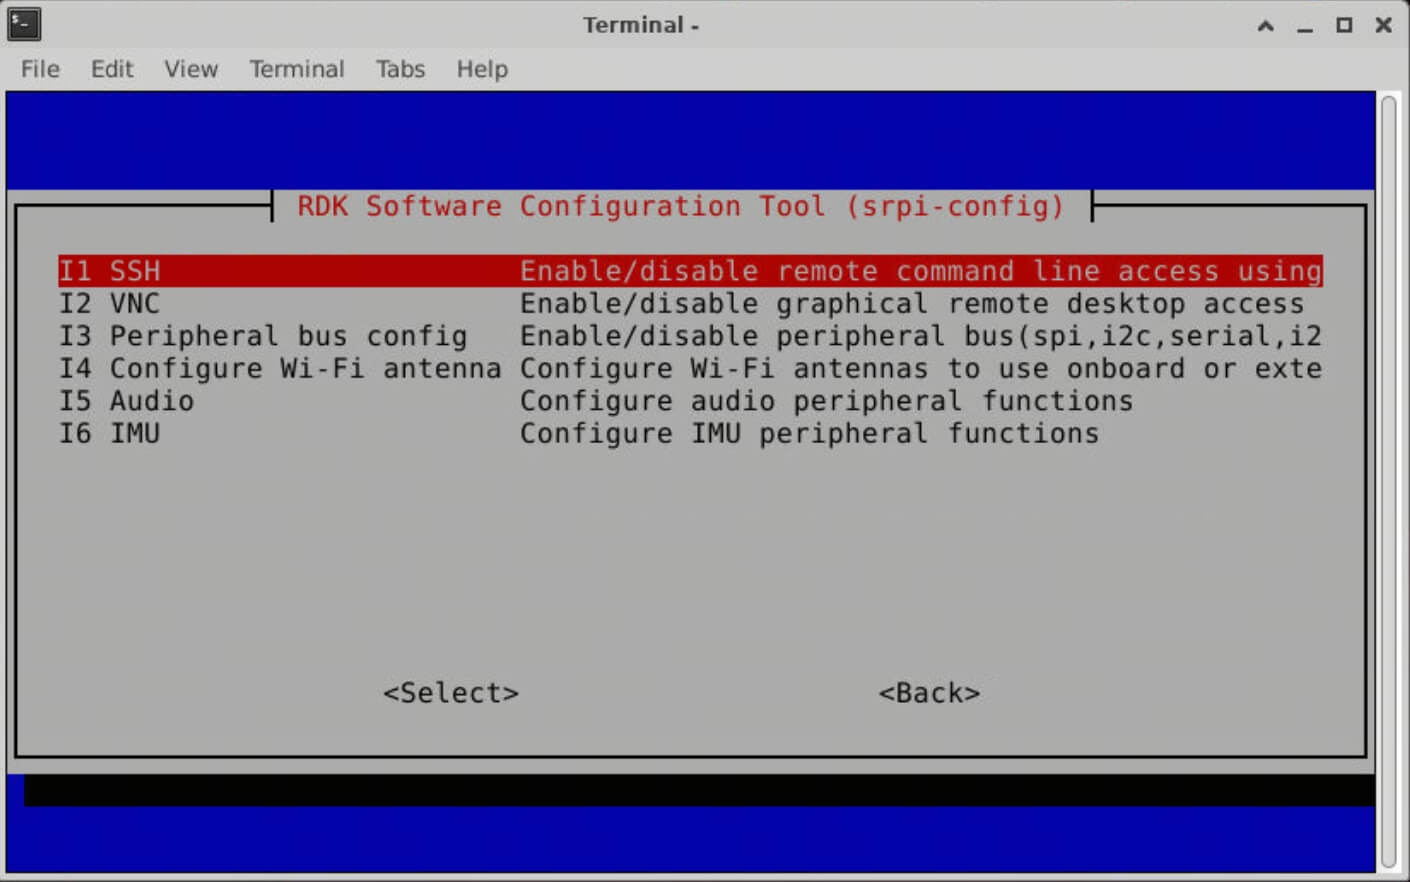 Terminal -
File Edit View Terminal Tabs Help
RDK Software Configuration Tool (srpi-config)
I1 SSH Enable/disable remote command line access using
I2 VNC Enable/disable graphical remote desktop access
I3 Peripheral bus config Enable/disable peripheral bus(spi,i2c,serial,i2
I4 Configure Wi-Fi antenna Configure Wi-Fi antennas to use onboard or exte
I5 Audio Configure audio peripheral functions
I6 IMU Configure IMU peripheral functions
<Select> <Back>